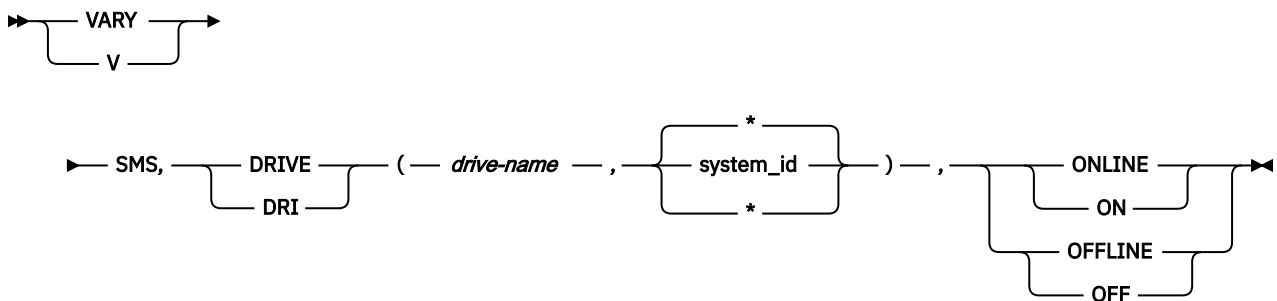 VARY
V
*
SMS, DRIVE ( drive-name , system_id ) , ONLINE
DRI * ON
OFFLINE
OFF